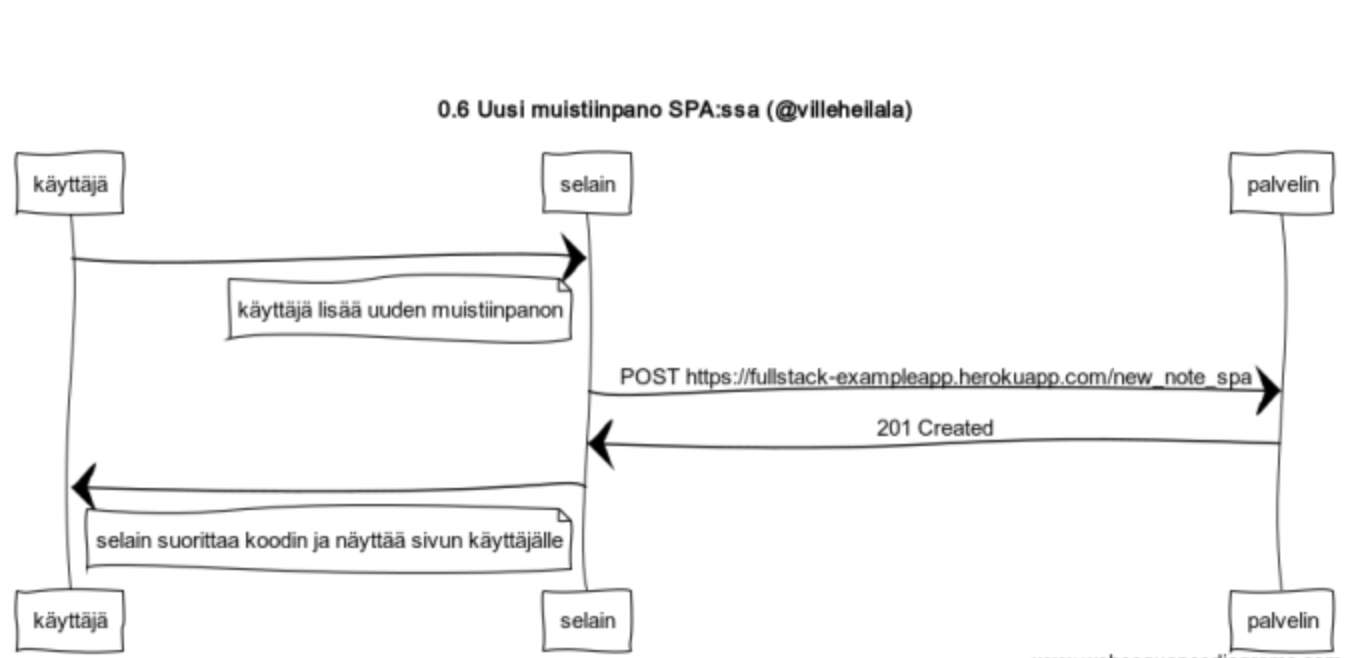 0.6 Uusi muistiinpano SPA:ssa (@villeheilala)
käyttäjä
selain
palvelin
käyttäjä lisää uuden muistiinpanon
POST https://fullstack-exampleapp.herokuapp.com/new_note_spa
201 Created
selain suorittaa koodin ja näyttää sivun käyttäjälle
käyttäjä
selain
palvelin